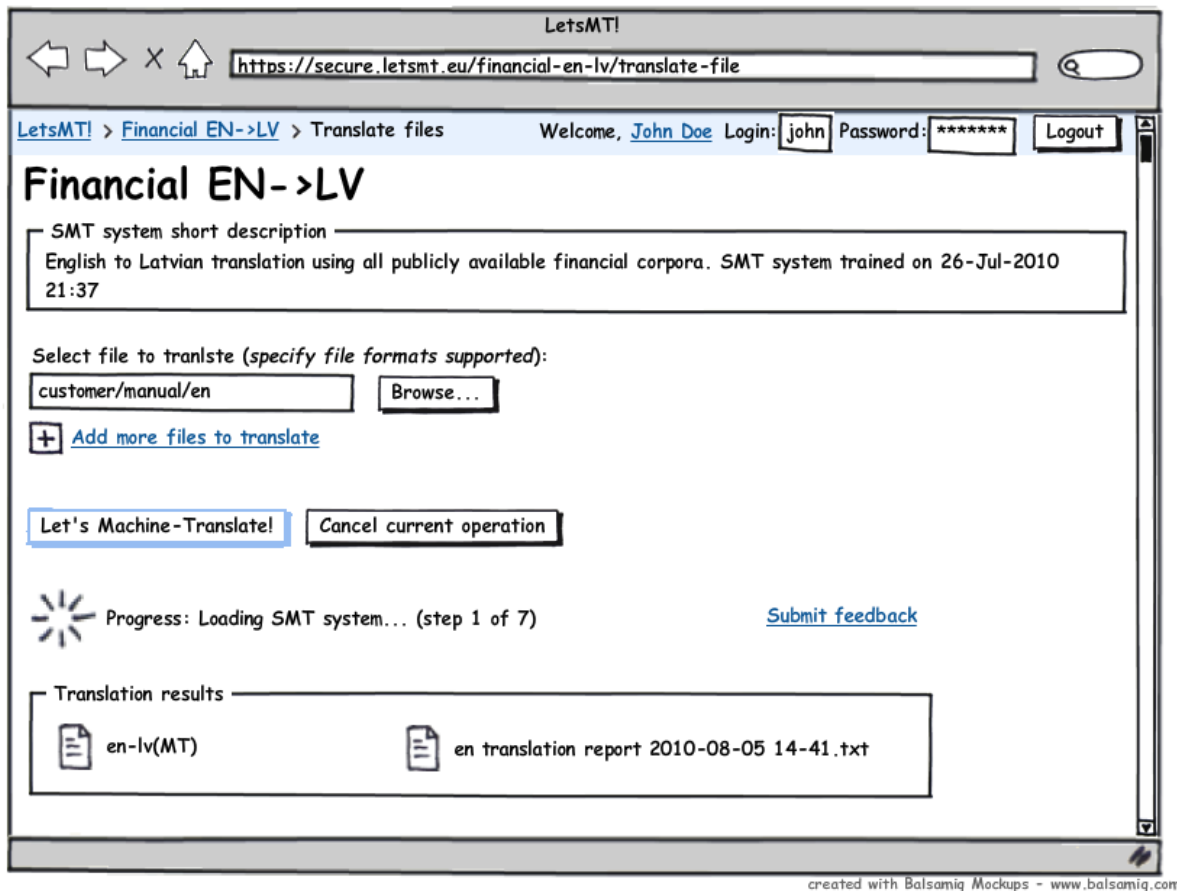 LetsMT!
https://secure.letsmt.eu/financial-en-lv/translate-file
LetsMT! > Financial EN->LV > Translate files Welcome, John Doe Login: john Password: ******* Logout
Financial EN->LV
SMT system short description
English to Latvian translation using all publicly available financial corpora. SMT system trained on 26-Jul-2010
21:37
Select file to tranlste (specify file formats supported):
customer/manual/en Browse...
+ Add more files to translate
Let's Machine-Translate! Cancel current operation
Progress: Loading SMT system... (step 1 of 7) Submit feedback
Translation results
en-lv(MT) en translation report 2010-08-05 14-41.txt
created with Balsamiq Mockups - www.balsamiq.com